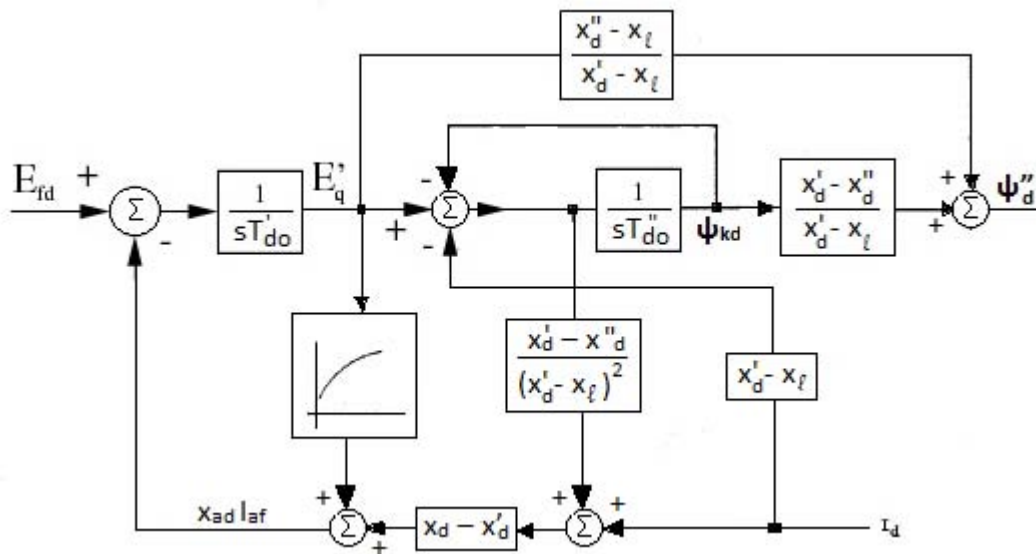 x"d - xℓ
x'd - xℓ
Efd
+
Σ
-
1
sT'do
E'q
-
+
Σ
-
1
sT"do
ψkd
x'd - x"d
x'd - xℓ
+
+
Σ
ψ"d
x'd − x"d
(x'd - xℓ)²
x'd - xℓ
xad Iaf
+
Σ
+
xd − x'd
+
Σ
+
Id